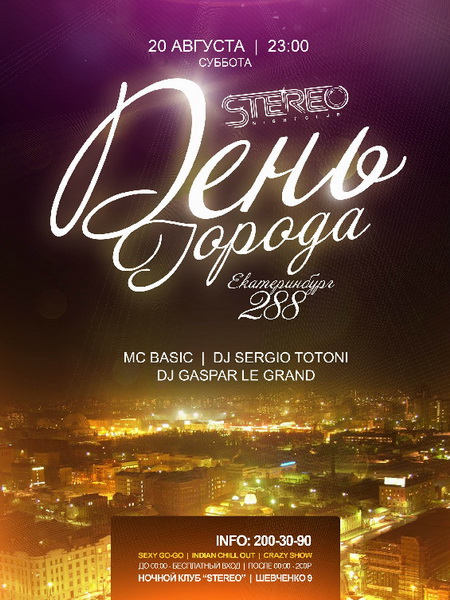 20 АВГУСТА | 23:00
СУББОТА
STEREO
NIGHTCLUB
День
Города
Екатеринбург
288
MC BASIC | DJ SERGIO TOTONI
DJ GASPAR LE GRAND
INFO: 200-30-90
SEXY GO-GO | INDIAN CHILL OUT | CRAZY SHOW
ДО 00:00 - БЕСПЛАТНЫЙ ВХОД | ПОСЛЕ 00:00 - 200Р
НОЧНОЙ КЛУБ "STEREO" | ШЕВЧЕНКО 9